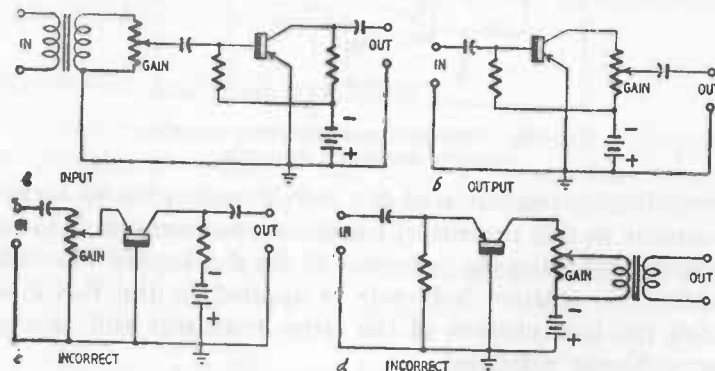 IN
GAIN
OUT
−
+
a
INPUT
IN
GAIN
OUT
−
+
b
OUTPUT
IN
GAIN
OUT
−
+
c
INCORRECT
IN
GAIN
OUT
−
+
d
INCORRECT